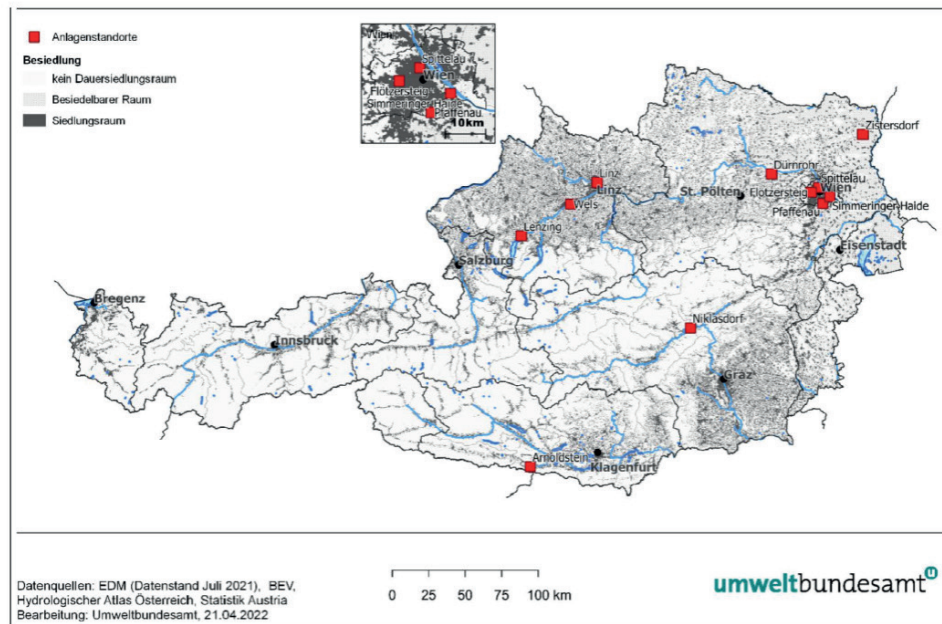 Anlagenstandorte
Besiedlung
kein Dauersiedlungsraum
Besiedelbarer Raum
Siedlungsraum
Wien
Spittelau
Wien
Flötzersteig
Simmeringer Haide
Pfaffenau
10km
Zistersdorf
Dürnrohr
Linz
Linz
Spittelau
St. Pölten
Flötzersteig
Wien
Wels
Pfaffenau
Simmeringer Haide
Lenzing
Eisenstadt
Salzburg
Bregenz
Niklasdorf
Innsbruck
Graz
Arnoldstein
Klagenfurt
Datenquellen: EDM (Datenstand Juli 2021), BEV,
Hydrologischer Atlas Österreich, Statistik Austria
Bearbeitung: Umweltbundesamt, 21.04.2022
0 25 50 75 100 km
umweltbundesamt